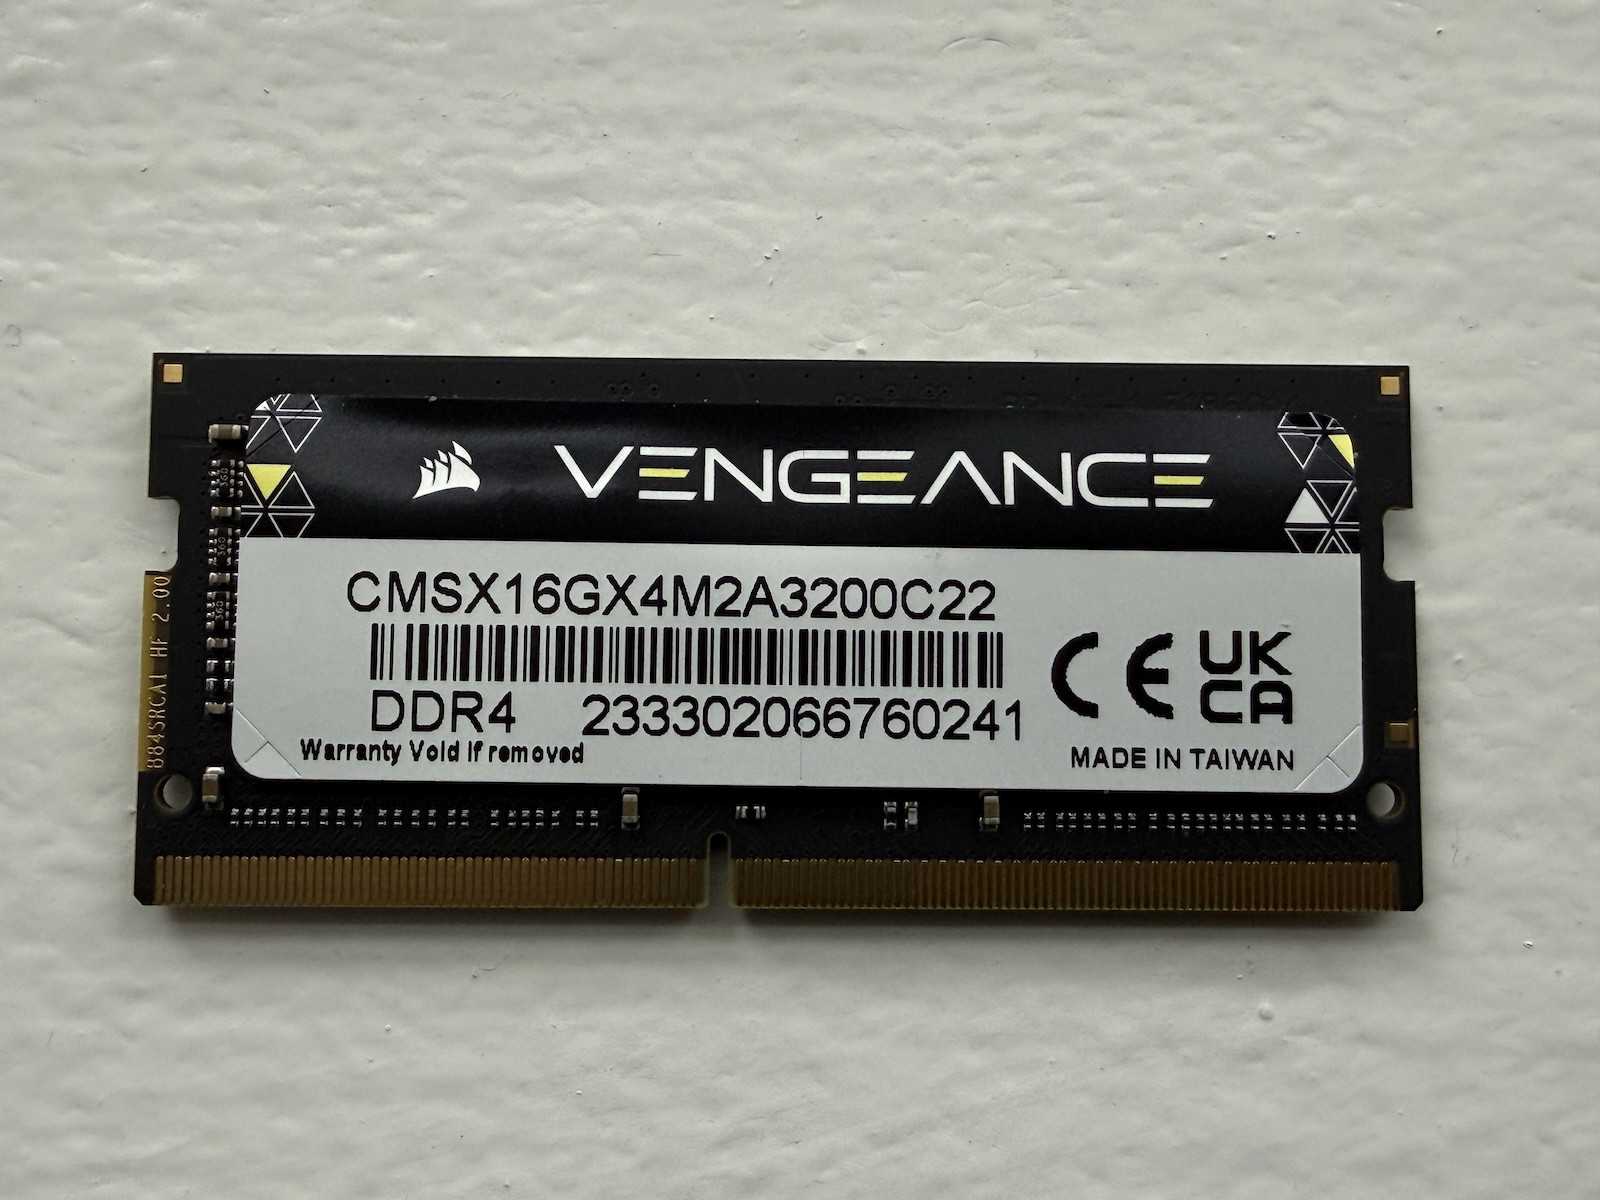 VENGEANCE
CMSX16GX4M2A3200C22
DDR4 233302066760241
Warranty Void if removed
CE UK CA
MADE IN TAIWAN
884SRCA1 HF 2.00